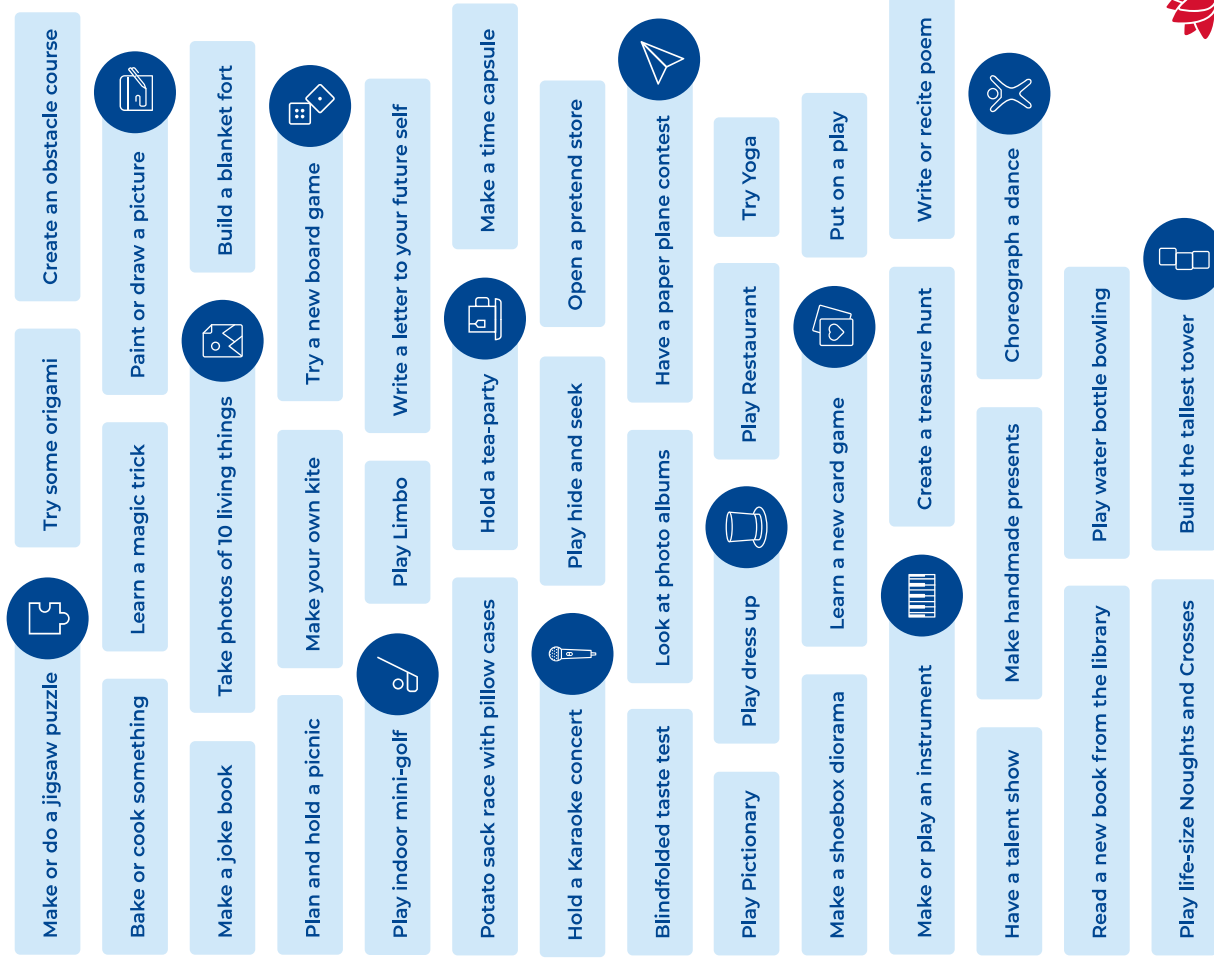 Make or do a jigsaw puzzle
Try some origami
Create an obstacle course
Bake or cook something
Learn a magic trick
Paint or draw a picture
Make a joke book
Take photos of 10 living things
Build a blanket fort
Plan and hold a picnic
Make your own kite
Try a new board game
Play indoor mini-golf
Play Limbo
Write a letter to your future self
Potato sack race with pillow cases
Hold a tea-party
Make a time capsule
Hold a Karaoke concert
Play hide and seek
Open a pretend store
Blindfolded taste test
Look at photo albums
Have a paper plane contest
Play Pictionary
Play dress up
Play Restaurant
Try Yoga
Make a shoebox diorama
Learn a new card game
Put on a play
Make or play an instrument
Create a treasure hunt
Write or recite poem
Have a talent show
Make handmade presents
Choreograph a dance
Read a new book from the library
Play water bottle bowling
Play life-size Noughts and Crosses
Build the tallest tower